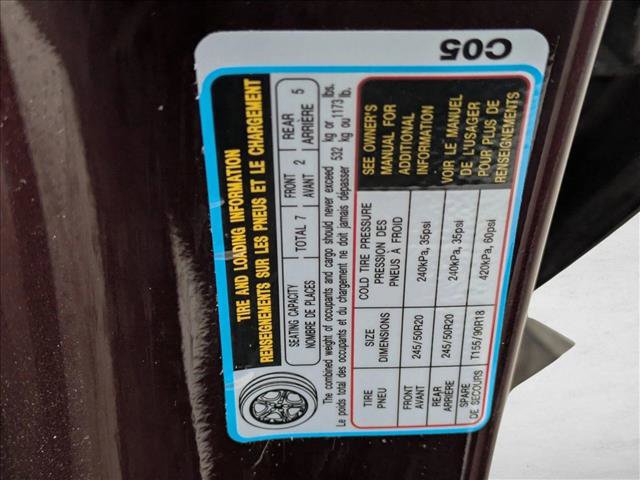 C05
TIRE AND LOADING INFORMATION
RENSEIGNEMENTS SUR LES PNEUS ET LE CHARGEMENT
SEATING CAPACITY TOTAL 7 FRONT 2 REAR 5
NOMBRE DE PLACES AVANT ARRIÈRE
The combined weight of occupants and cargo should never exceed 532 kg or 1173 lbs.
Le poids total des occupants et du chargement ne doit jamais dépasser kg ou lb.
TIRE SIZE COLD TIRE PRESSURE
PNEU DIMENSIONS PRESSION DES
PNEUS À FROID
FRONT 245/50R20 240kPa, 35psi
AVANT
REAR 245/50R20 240kPa, 35psi
ARRIÈRE
SPARE T155/90R18 420kPa, 60psi
DE SECOURS
SEE OWNER'S
MANUAL FOR
ADDITIONAL
INFORMATION
VOIR LE MANUEL
DE L'USAGER
POUR PLUS DE
RENSEIGNEMENTS